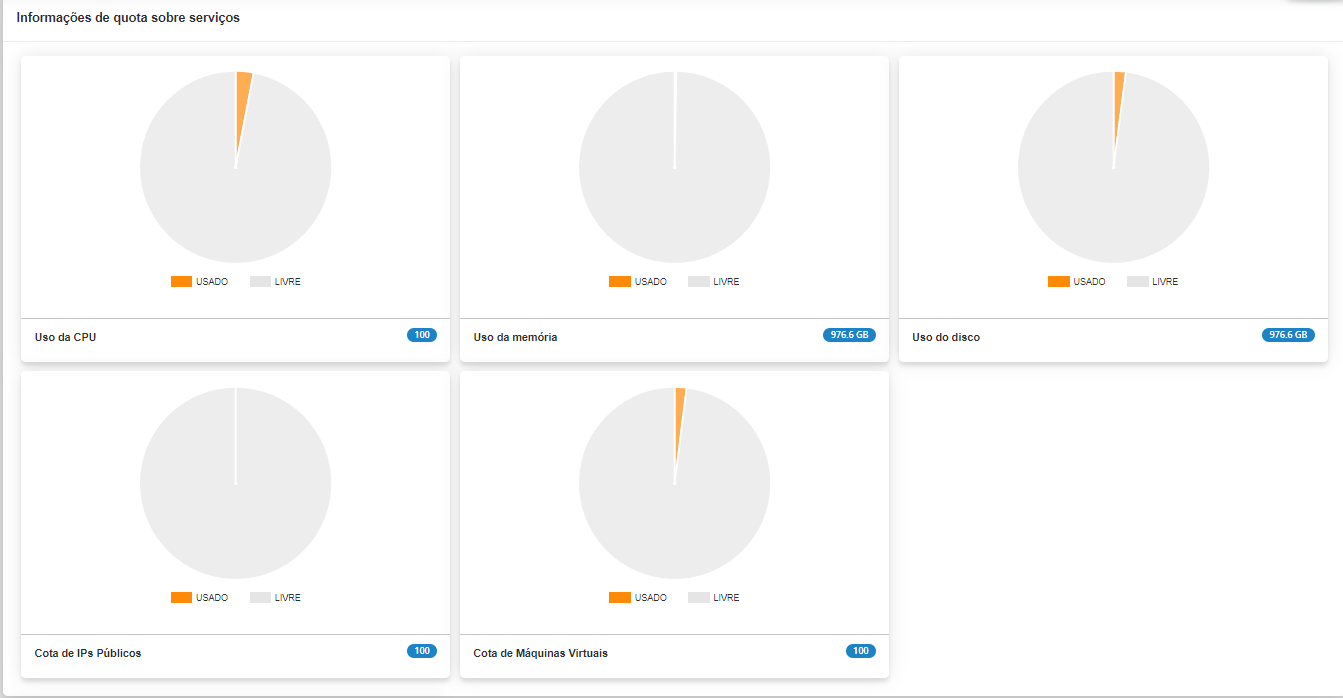 Informações de quota sobre serviços
USADO LIVRE
Uso da CPU 100
USADO LIVRE
Uso da memória 976.6 GB
USADO LIVRE
Uso do disco 976.6 GB
USADO LIVRE
Cota de IPs Públicos 100
USADO LIVRE
Cota de Máquinas Virtuais 100